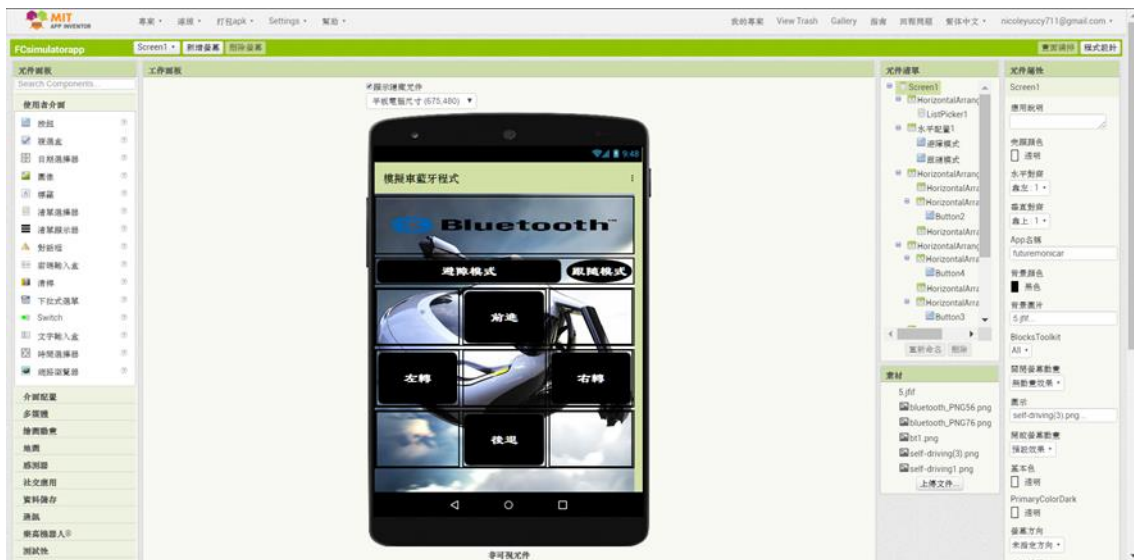 MIT
APP INVENTOR
專案 連線 打包apk Settings 幫助
我的專案 View Trash Gallery 指南 回報問題 繁體中文 nicoleyuccy711@gmail.com
FCsimulatorapp
Screen1 新增螢幕 刪除螢幕
畫面編排 程式設計
元件面板
Search Components...
使用者介面
按鈕
複選盒
日期選擇器
圖像
標籤
清單選擇器
清單顯示器
對話框
密碼輸入盒
滑桿
下拉式選單
Switch
文字輸入盒
時間選擇器
網路瀏覽器
介面配置
多媒體
繪圖動畫
地圖
感測器
社交應用
資料儲存
通訊
樂高機器人®
測試性
工作面板
顯示隱藏元件
平板電腦尺寸 (675,480)
9:48
模擬車藍牙程式
Bluetooth™
避障模式
跟隨模式
前進
左轉
右轉
後退
非可視元件
元件清單
Screen1
HorizontalArrang
ListPicker1
水平配置1
避障模式
跟隨模式
HorizontalArrang
HorizontalArra
HorizontalArra
Button2
HorizontalArra
HorizontalArrang
HorizontalArra
Button4
HorizontalArra
HorizontalArra
Button3
重新命名 刪除
素材
5.jfif
bluetooth_PNG56.png
bluetooth_PNG76.png
bt1.png
self-driving(3).png
self-driving1.png
上傳文件...
元件屬性
Screen1
應用說明
透明
水平對齊
靠左:1
垂直對齊
靠上:1
App名稱
futuremonicar
背景顏色
黑色
背景圖片
5.jfif...
BlocksToolkit
All
開啟螢幕動畫
無動畫效果
圖示
self-driving(3).png...
預設效果
基本色
透明
PrimaryColorDark
透明
螢幕方向
未指定方向